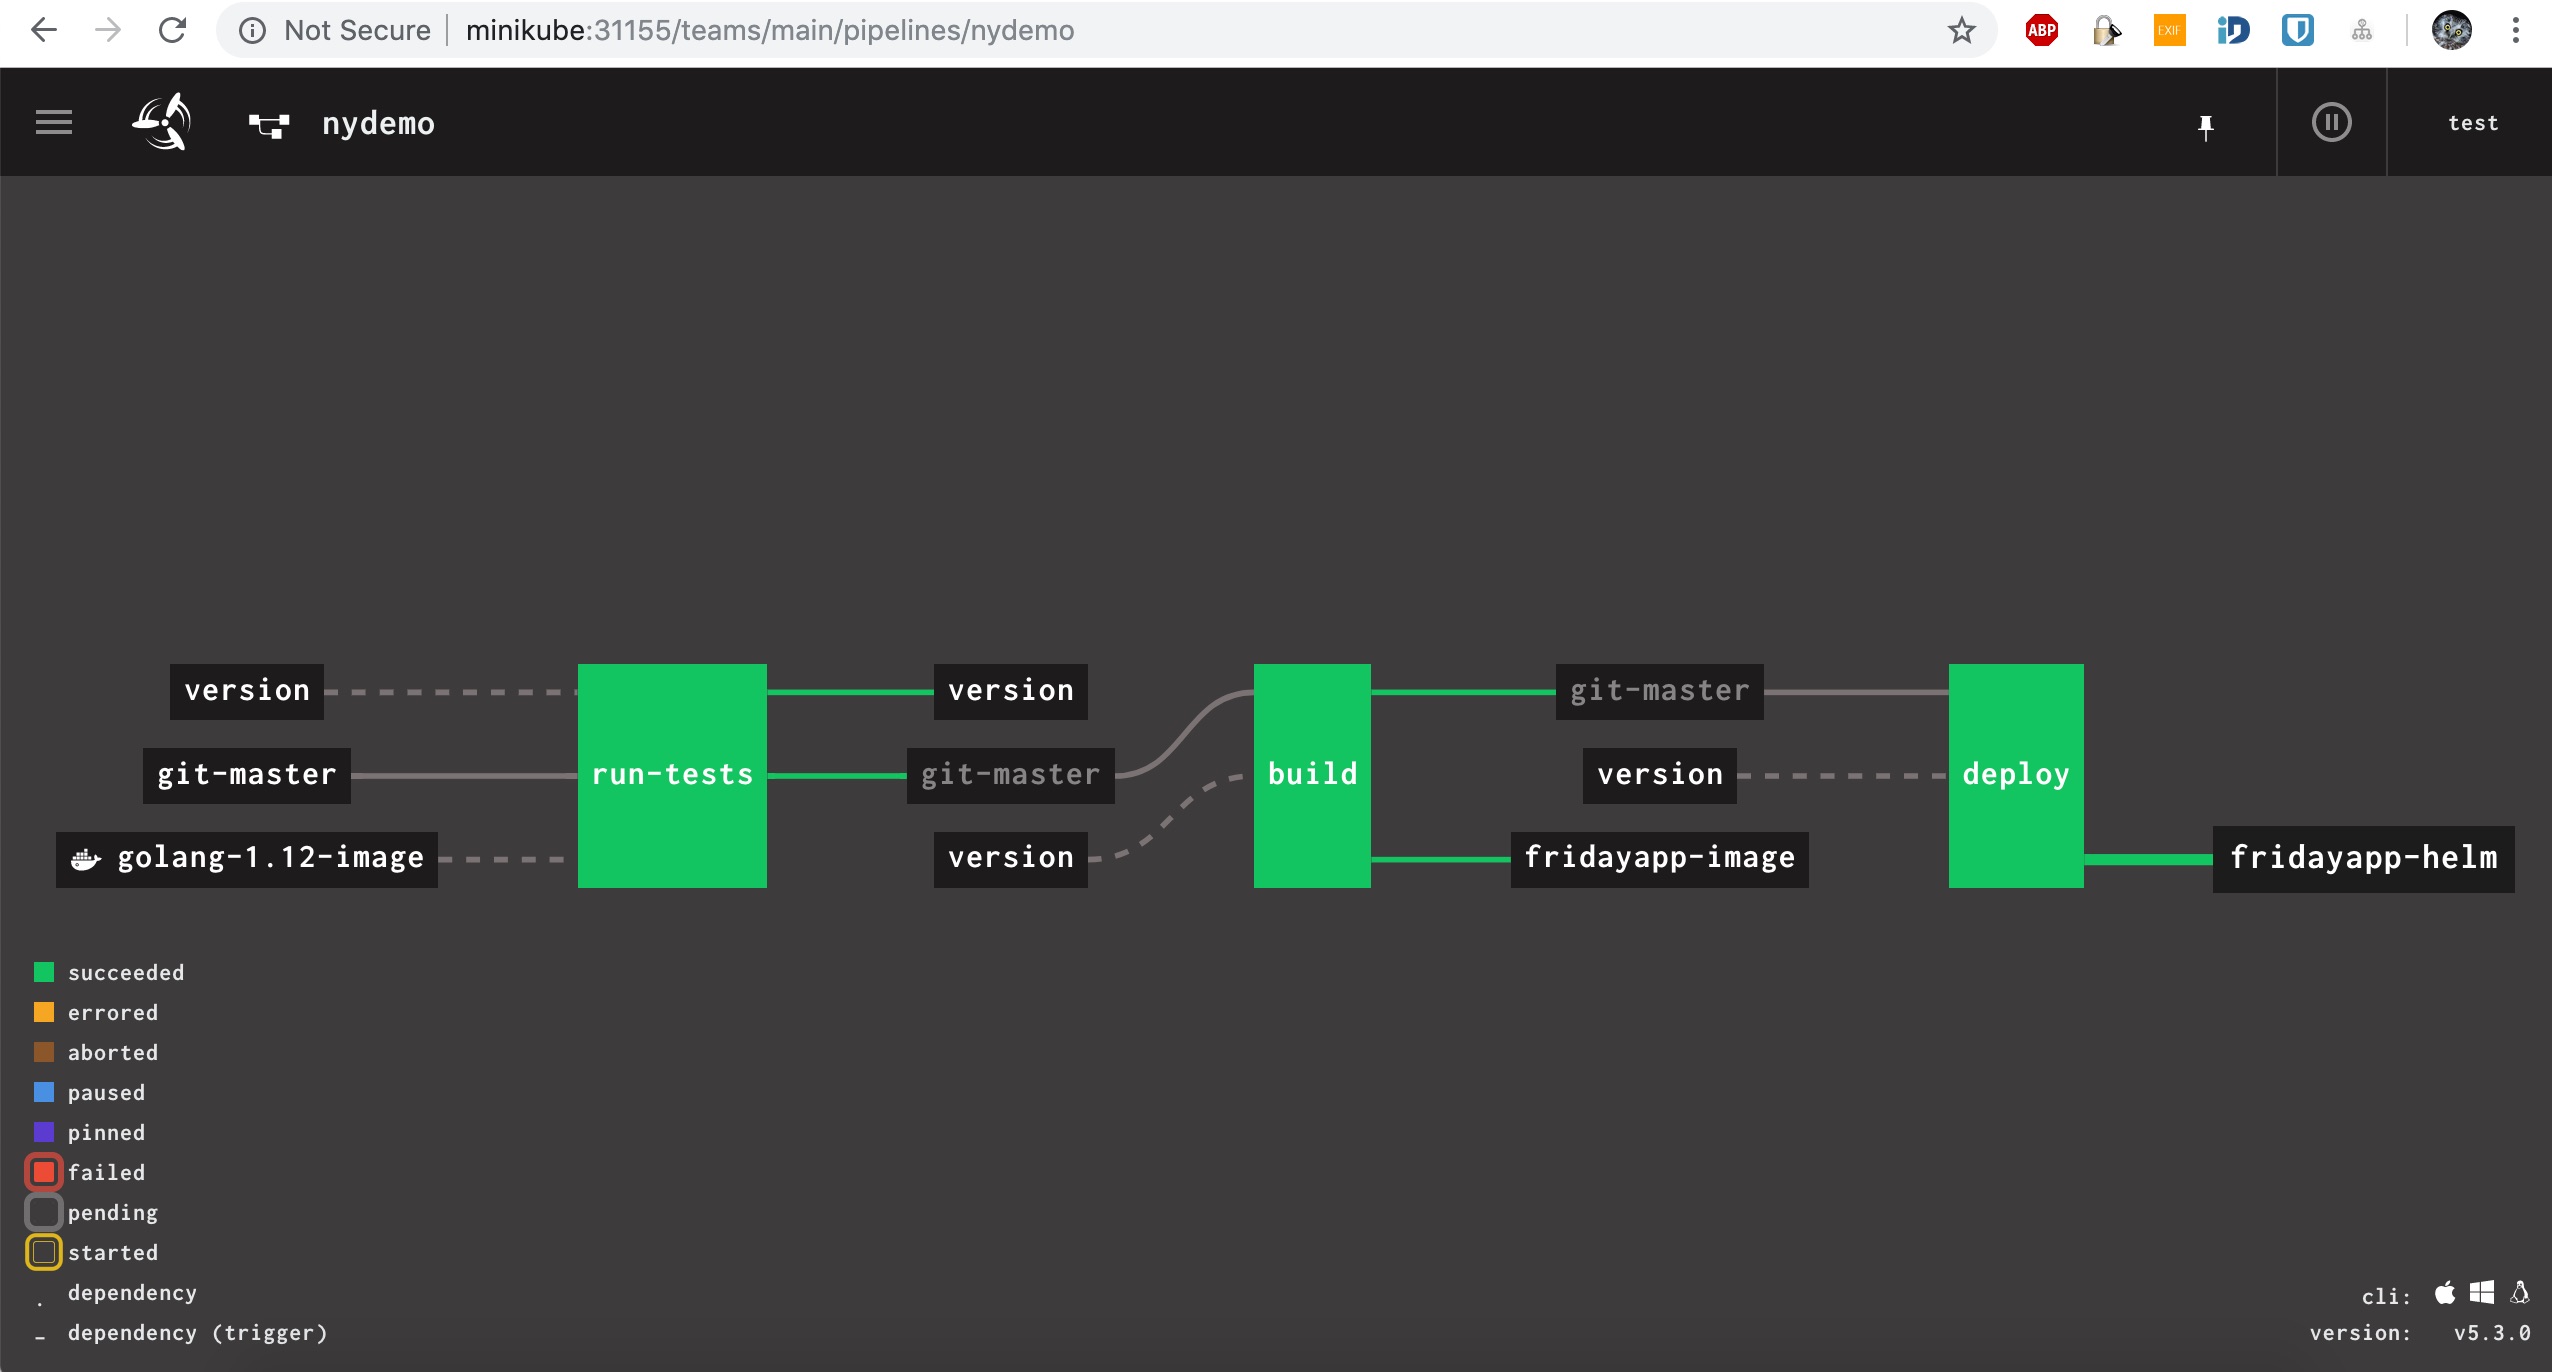 Not Secure
minikube:31155/teams/main/pipelines/nydemo
ABP
EXIF
iD
nydemo
test
version
version
git-master
git-master
run-tests
git-master
build
version
deploy
golang-1.12-image
version
fridayapp-image
fridayapp-helm
succeeded
errored
aborted
paused
pinned
failed
pending
started
dependency
dependency (trigger)
cli:
version: v5.3.0